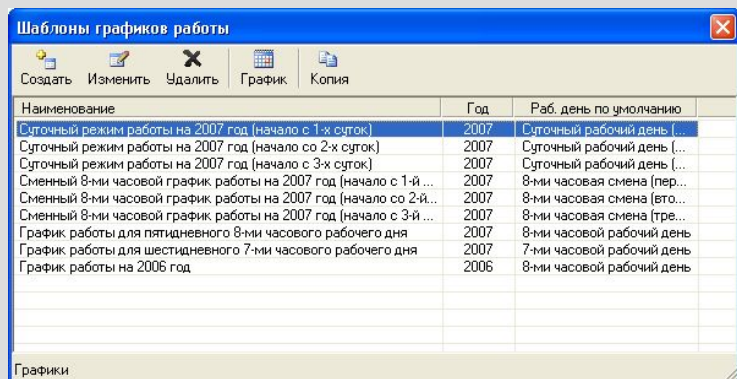 Шаблоны графиков работы
Создать Изменить Удалить График Копия
Наименование Год Раб. день по умолчанию
Суточный режим работы на 2007 год (начало с 1-х суток) 2007 Суточный рабочий день (...
Суточный режим работы на 2007 год (начало со 2-х суток) 2007 Суточный рабочий день (...
Суточный режим работы на 2007 год (начало с 3-х суток) 2007 Суточный рабочий день (...
Сменный 8-ми часовой график работы на 2007 год (начало с 1-й ... 2007 8-ми часовая смена (пер...
Сменный 8-ми часовой график работы на 2007 год (начало со 2-й... 2007 8-ми часовая смена (вто...
Сменный 8-ми часовой график работы на 2007 год (начало с 3-й ... 2007 8-ми часовая смена (тре...
График работы для пятидневного 8-ми часового рабочего дня 2007 8-ми часовой рабочий день
График работы для шестидневного 7-ми часового рабочего дня 2007 7-ми часовой рабочий день
График работы на 2006 год 2006 8-ми часовой рабочий день
Графики